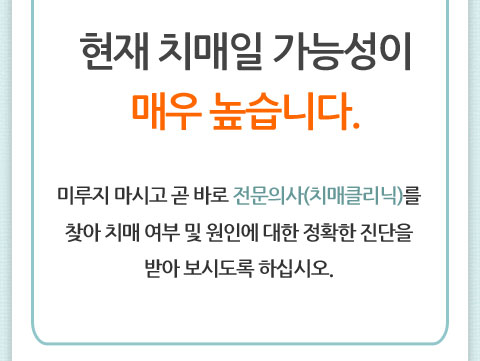 현재 치매일 가능성이
매우 높습니다.
미루지 마시고 곧 바로 전문의사(치매클리닉)를
찾아 치매 여부 및 원인에 대한 정확한 진단을
받아 보시도록 하십시오.